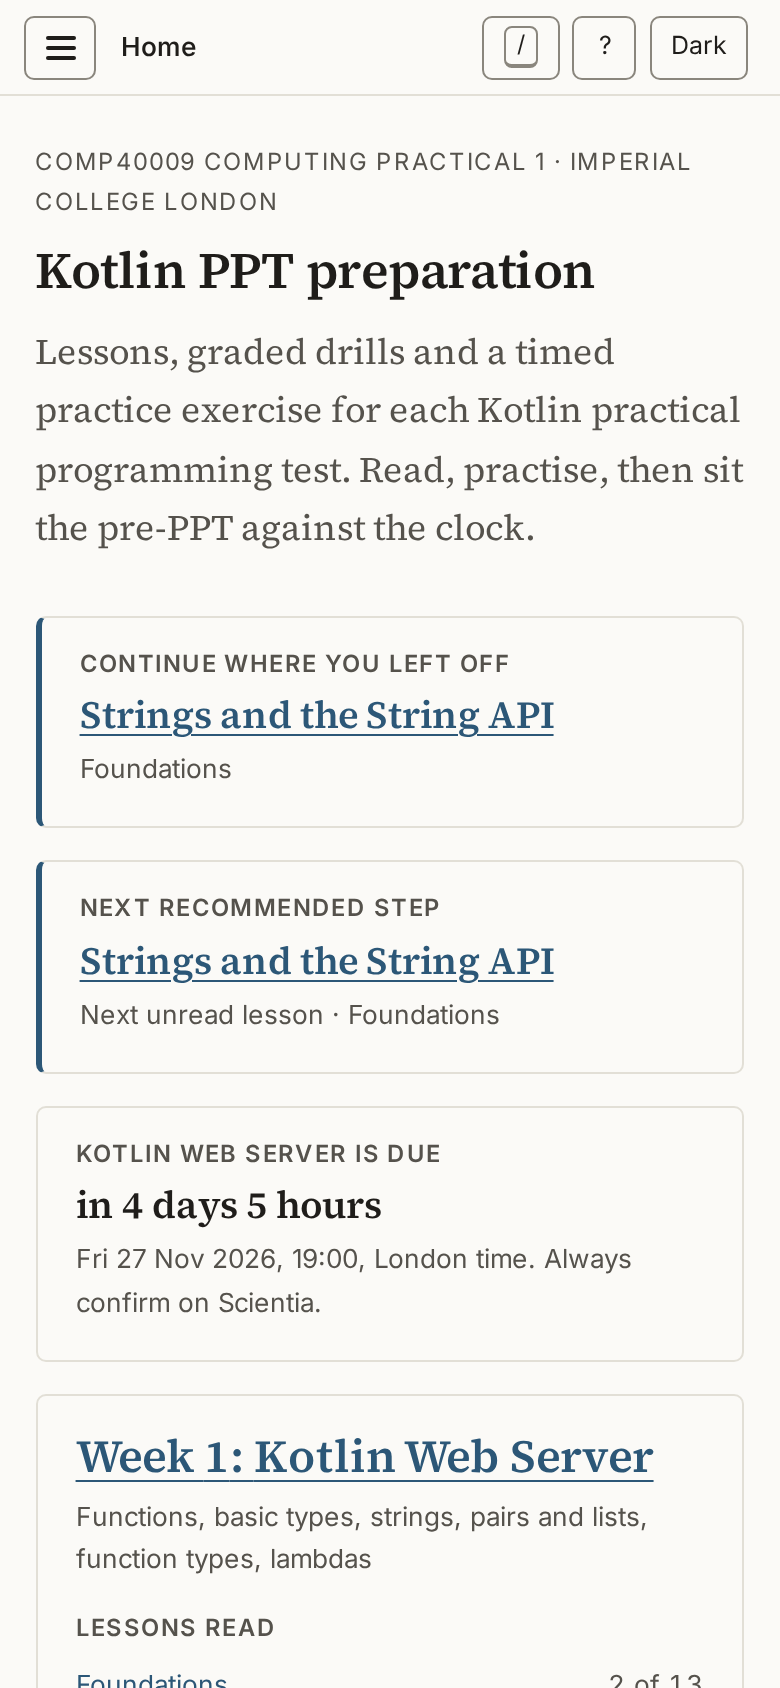 Home
/
?
Dark
COMP40009 COMPUTING PRACTICAL 1 · IMPERIAL
COLLEGE LONDON
Kotlin PPT preparation
Lessons, graded drills and a timed
practice exercise for each Kotlin practical
programming test. Read, practise, then sit
the pre-PPT against the clock.
CONTINUE WHERE YOU LEFT OFF
Strings and the String API
Foundations
NEXT RECOMMENDED STEP
Strings and the String API
Next unread lesson · Foundations
KOTLIN WEB SERVER IS DUE
in 4 days 5 hours
Fri 27 Nov 2026, 19:00, London time. Always
confirm on Scientia.
Week 1: Kotlin Web Server
Functions, basic types, strings, pairs and lists,
function types, lambdas
LESSONS READ
Foundations 2 of 13